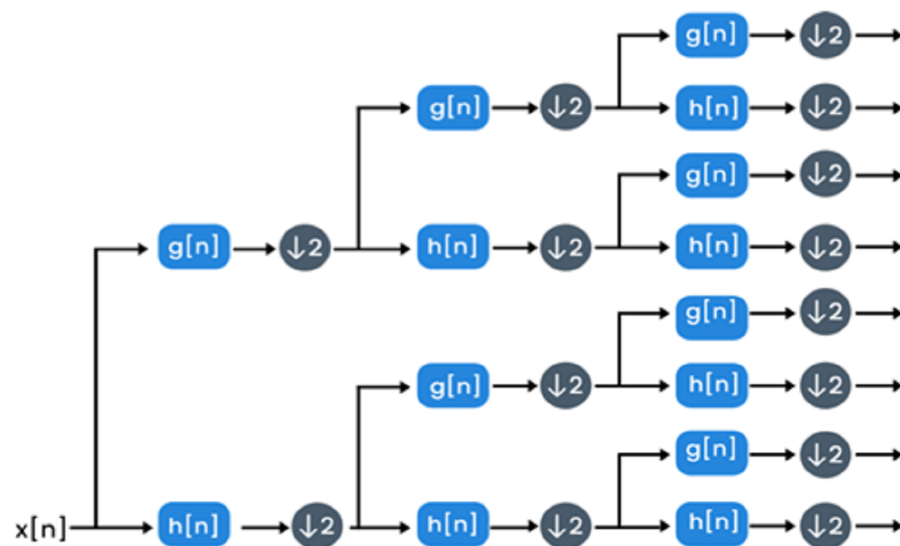 g[n] ↓2
g[n] ↓2 h[n] ↓2
g[n] ↓2
g[n] ↓2 h[n] ↓2 h[n] ↓2
g[n] ↓2
g[n] ↓2 h[n] ↓2
g[n] ↓2
x[n] h[n] ↓2 h[n] ↓2 h[n] ↓2